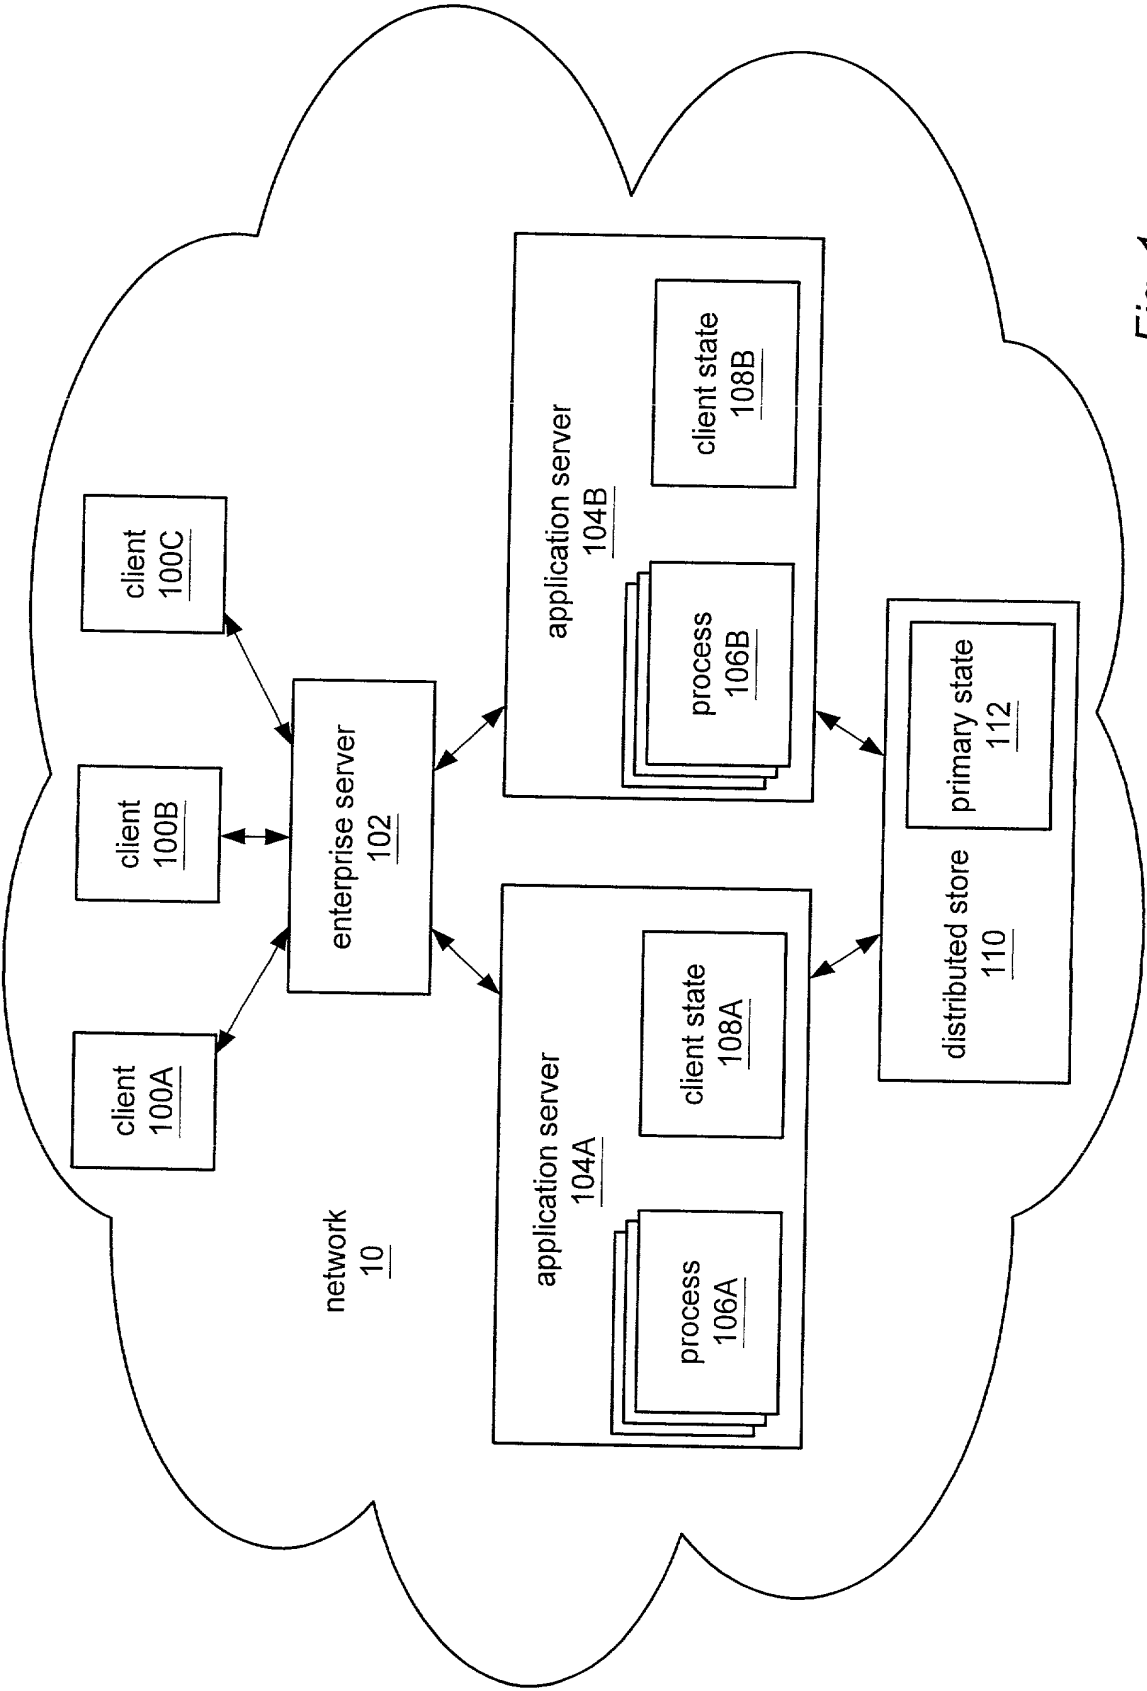 client
100A
client
100B
client
100C
network
10
enterprise server
102
application server
104A
process
106A
client state
108A
application server
104B
process
106B
client state
108B
distributed store
110
primary state
112